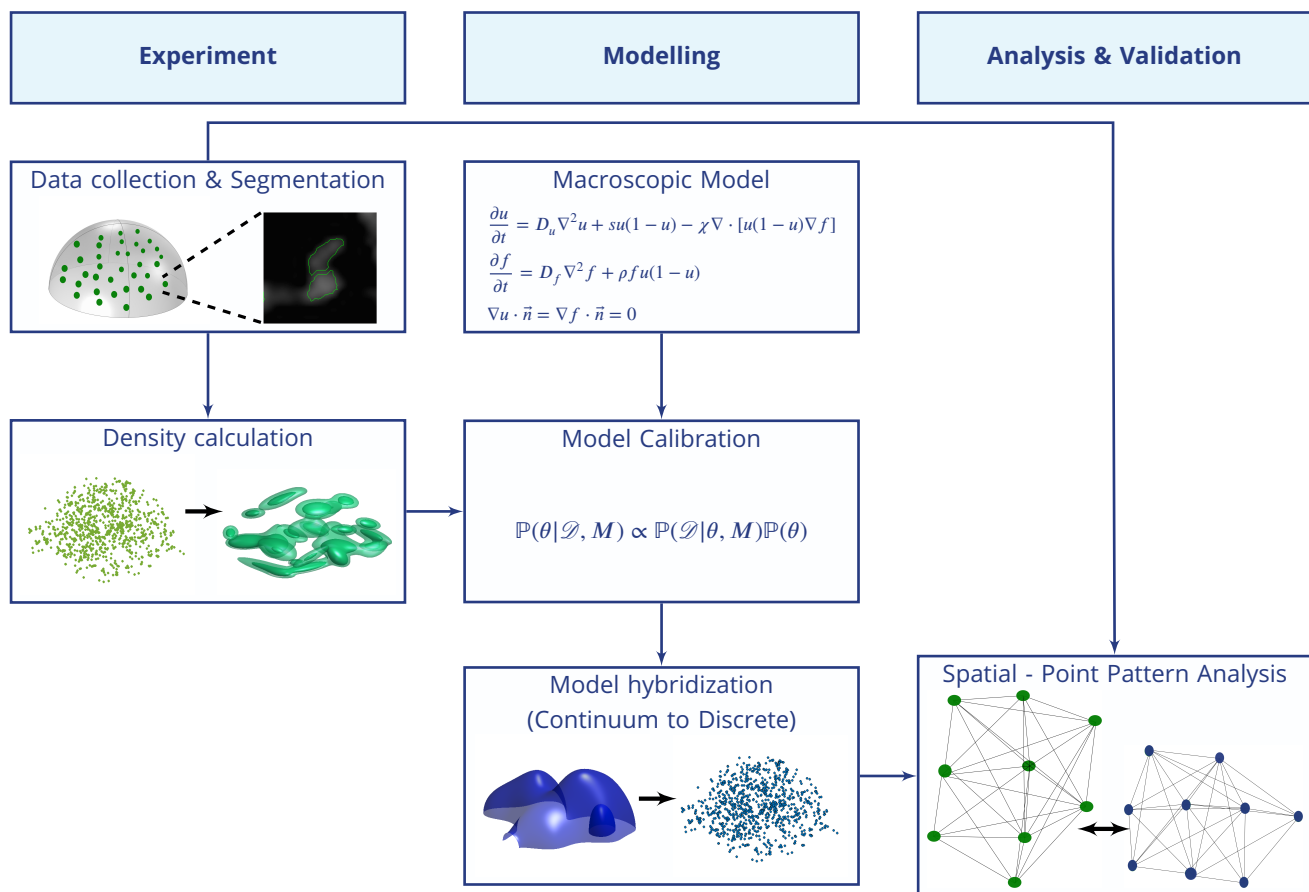 Experiment
Modelling
Analysis & Validation
Data collection & Segmentation
Macroscopic Model
∂u/∂t = D_u ∇²u + su(1 − u) − χ∇ · [u(1 − u)∇f]
∂f/∂t = D_f ∇²f + ρfu(1 − u)
∇u · n⃗ = ∇f · n⃗ = 0
Density calculation
Model Calibration
ℙ(θ|𝒟, M) ∝ ℙ(𝒟|θ, M)ℙ(θ)
Model hybridization
(Continuum to Discrete)
Spatial - Point Pattern Analysis